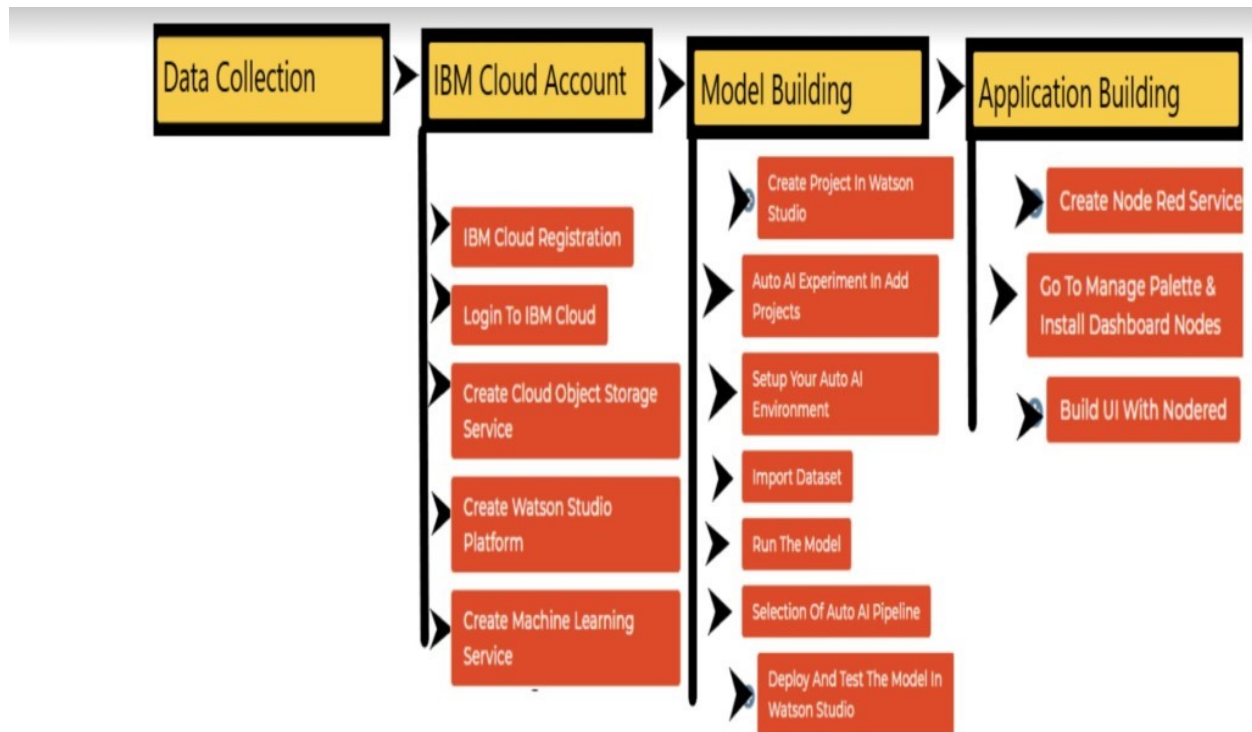 Data Collection
IBM Cloud Account
Model Building
Application Building
IBM Cloud Registration
Login To IBM Cloud
Create Cloud Object Storage
Service
Create Watson Studio
Platform
Create Machine Learning
Service
Create Project In Watson
Studio
Auto AI Experiment In Add
Projects
Setup Your Auto AI
Environment
Import Dataset
Run The Model
Selection Of Auto AI Pipeline
Deploy And Test The Model In
Watson Studio
Create Node Red Service
Go To Manage Palette &
Install Dashboard Nodes
Build UI With Nodered